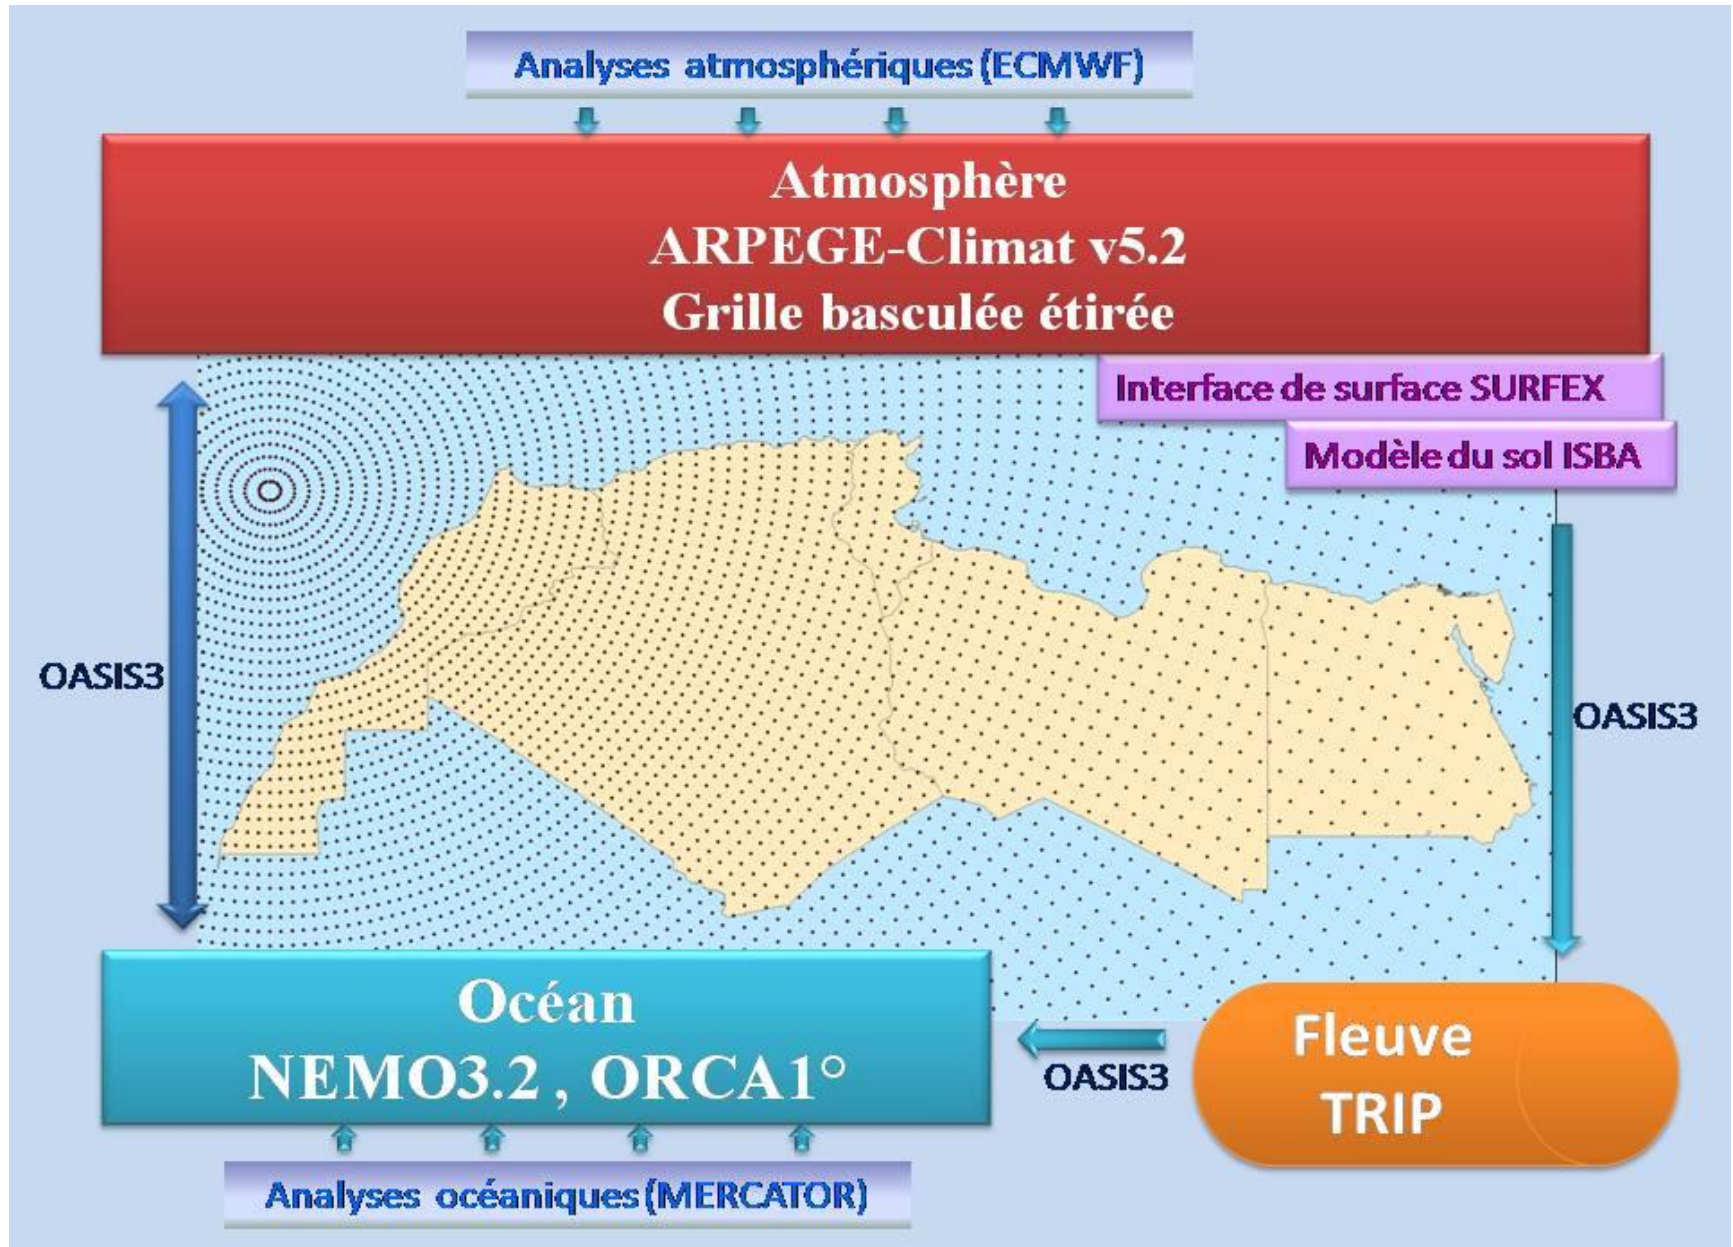 Analyses atmosphériques (ECMWF)
Atmosphère
ARPEGE-Climat v5.2
Grille basculée étirée
Interface de surface SURFEX
Modèle du sol ISBA
OASIS3
OASIS3
Océan
NEMO3.2 , ORCA1°
OASIS3
Fleuve
TRIP
Analyses océaniques (MERCATOR)